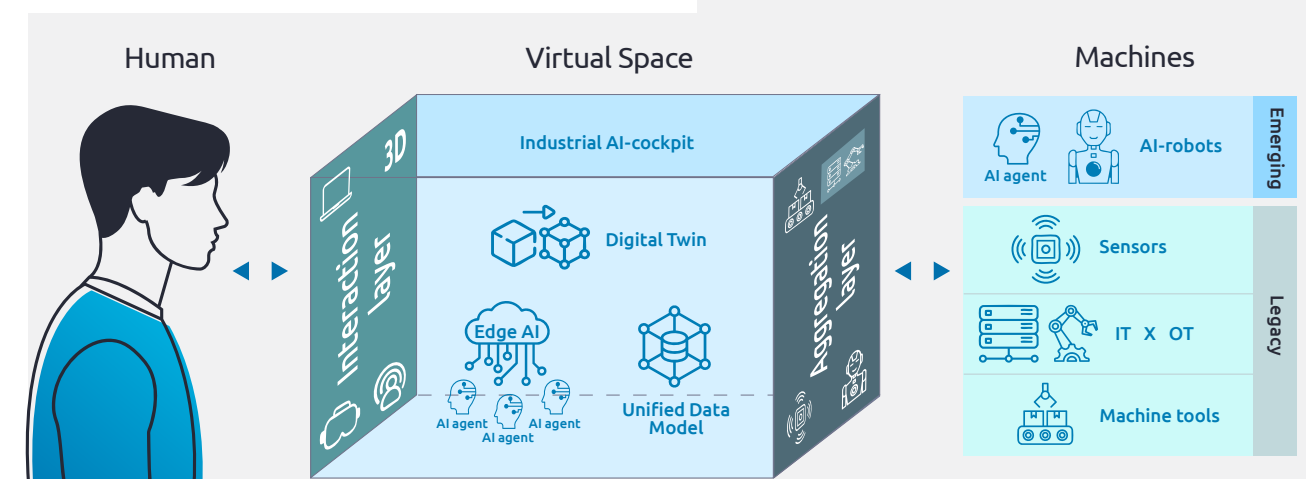 Human
Virtual Space
Machines
Industrial AI-cockpit
3D
Interaction
Layer
Digital Twin
Edge AI
AI agent
AI agent
AI agent
Unified Data
Model
Aggregation
Layer
AI agent
AI-robots
Emerging
Sensors
IT X OT
Machine tools
Legacy